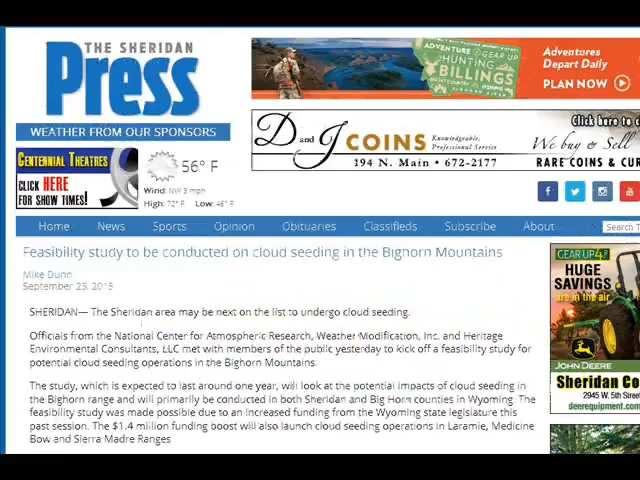 THE SHERIDAN
Press
WEATHER FROM OUR SPONSORS
ADVENTURE GEAR UP
HUNTING
BILLINGS
Adventures
Depart Daily
PLAN NOW
D and J COINS
Knowledgeable,
Professional Service
194 N. Main • 672-2177
Click here to
We buy & Sell
RARE COINS & CUR
CENTENNIAL THEATRES
CLICK HERE
FOR SHOW TIMES!
56° F
Wind: NW 3 mph
High: 72° F Low: 46° F
Home News Sports Opinion Obituaries Classifieds Subscribe About Search T
Feasibility study to be conducted on cloud seeding in the Bighorn Mountains
Mike Dunn
September 23, 2015
SHERIDAN— The Sheridan area may be next on the list to undergo cloud seeding.
Officials from the National Center for Atmospheric Research, Weather Modification, Inc. and Heritage
Environmental Consultants, LLC met with members of the public yesterday to kick off a feasibility study for
potential cloud seeding operations in the Bighorn Mountains.
The study, which is expected to last around one year, will look at the potential impacts of cloud seeding in
the Bighorn range and will primarily be conducted in both Sheridan and Big Horn counties in Wyoming. The
feasibility study was made possible due to an increased funding from the Wyoming state legislature this
past session. The $1.4 million funding boost will also launch cloud seeding operations in Laramie, Medicine
Bow and Sierra Madre Ranges
GEAR UP 4
HUGE
SAVINGS
are in the air
JOHN DEERE
Sheridan Co
2945 W. 5th Street
deerequipment.com